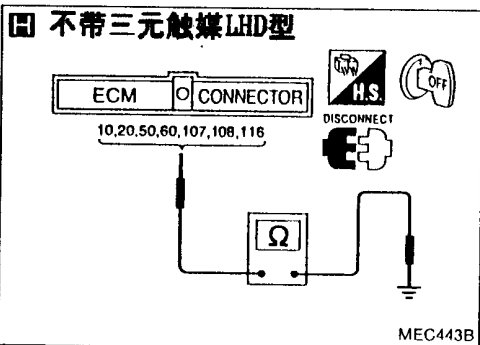 H 不带三元触媒LHD型
H.S.
OFF
ECM
CONNECTOR
DISCONNECT
10,20,50,60,107,108,116
Ω
MEC443B